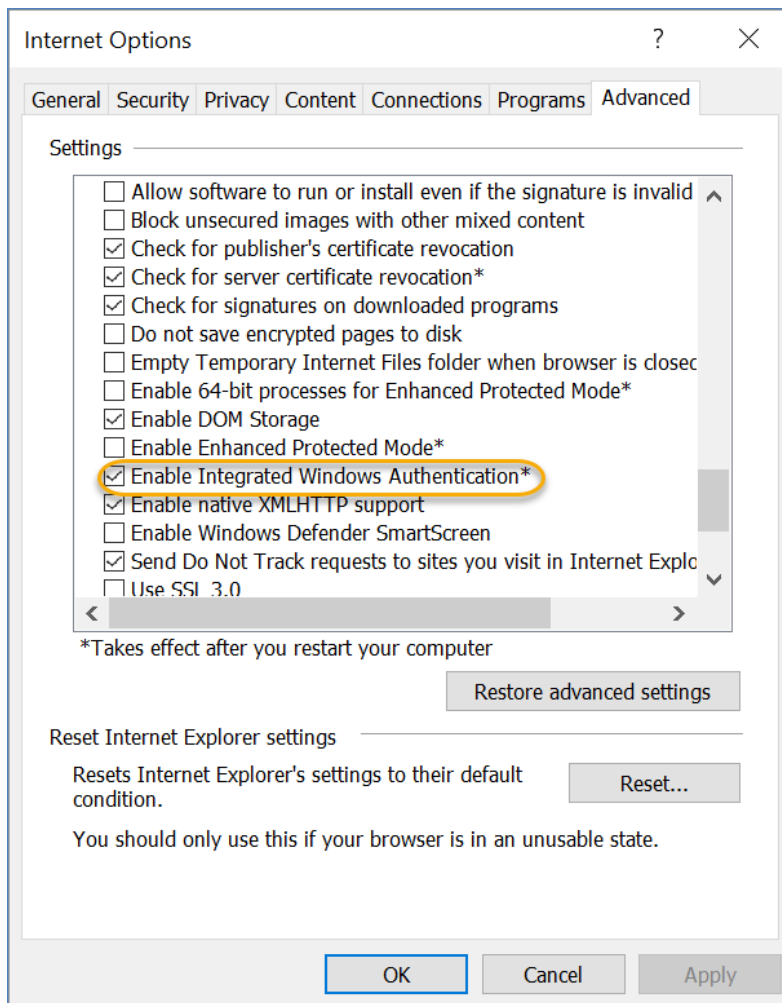 Internet Options
General Security Privacy Content Connections Programs Advanced
Settings
Allow software to run or install even if the signature is invalid
Block unsecured images with other mixed content
Check for publisher's certificate revocation
Check for server certificate revocation*
Check for signatures on downloaded programs
Do not save encrypted pages to disk
Empty Temporary Internet Files folder when browser is closed
Enable 64-bit processes for Enhanced Protected Mode*
Enable DOM Storage
Enable Enhanced Protected Mode*
Enable Integrated Windows Authentication*
Enable native XMLHTTP support
Enable Windows Defender SmartScreen
Send Do Not Track requests to sites you visit in Internet Explo
Use SSL 3.0
*Takes effect after you restart your computer
Restore advanced settings
Reset Internet Explorer settings
Resets Internet Explorer's settings to their default
condition.
Reset...
You should only use this if your browser is in an unusable state.
OK Cancel Apply